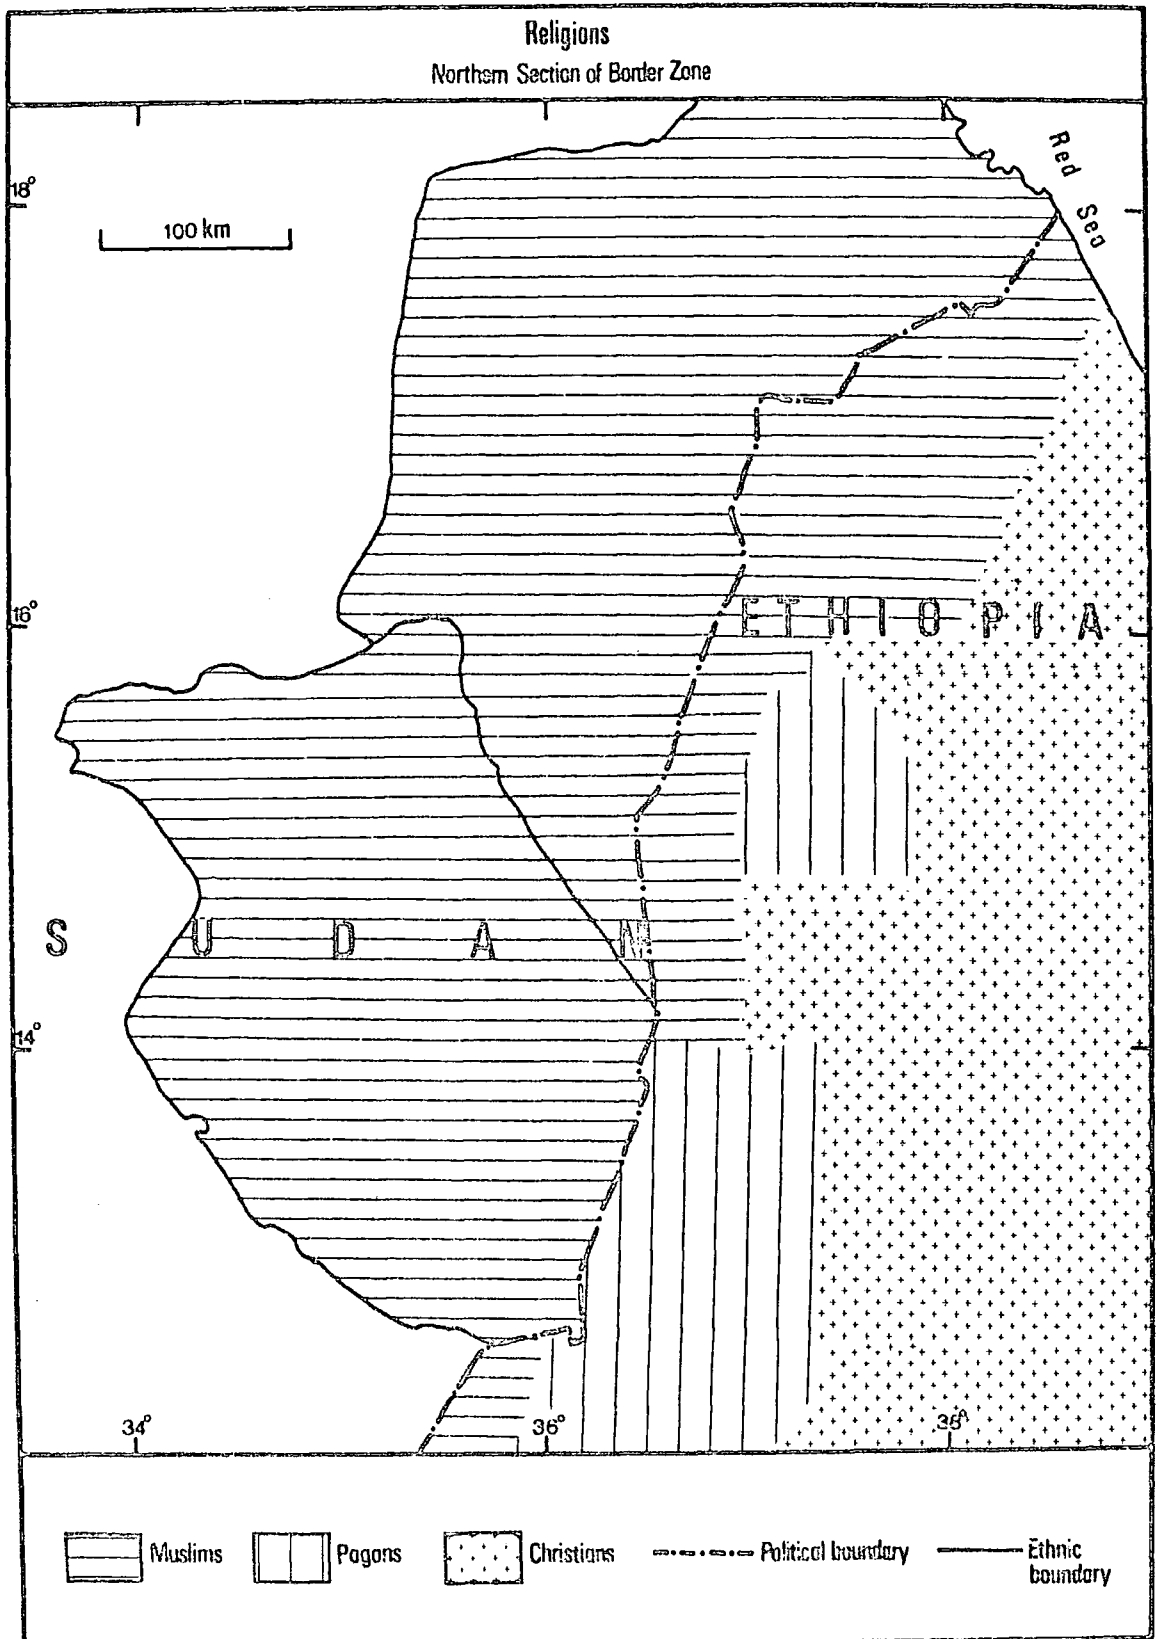 Religions
Northern Section of Border Zone
Red Sea
18°
100 km
16°
ETHIOPIA
SUDAN
14°
34°
36°
38°
Muslims
Pagans
Christians
Political boundary
Ethnic
boundary